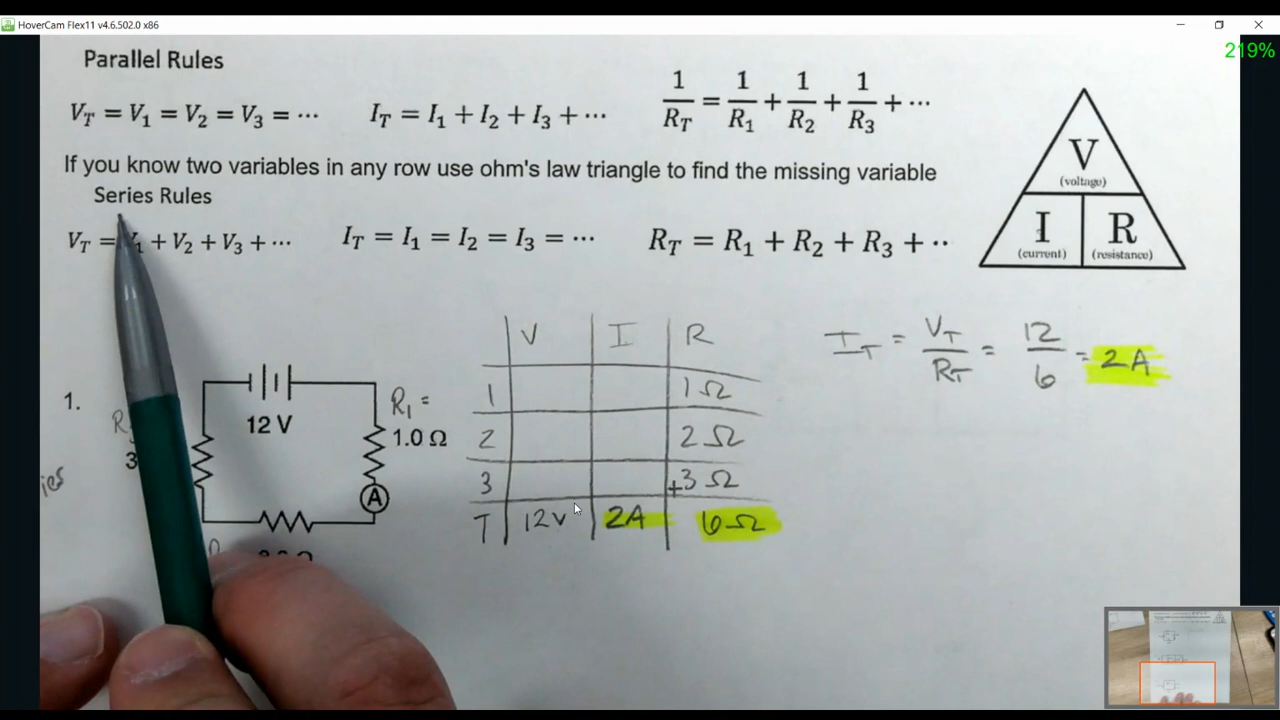 HoverCam Flex11 v4.6.502.0 x86
219%
Parallel Rules
V_T = V_1 = V_2 = V_3 = ⋯
I_T = I_1 + I_2 + I_3 + ⋯
1/R_T = 1/R_1 + 1/R_2 + 1/R_3 + ⋯
If you know two variables in any row use ohm's law triangle to find the missing variable
Series Rules
V_T = V_1 + V_2 + V_3 + ⋯
I_T = I_1 = I_2 = I_3 = ⋯
R_T = R_1 + R_2 + R_3 + ··
V
(voltage)
I
(current)
R
(resistance)
1.
12 V
R_1 =
1.0 Ω
A
R
3
V I R
1 1Ω
2 2Ω
3 +3Ω
T 12V 2A 6Ω
I_T = V_T/R_T = 12/6 = 2A